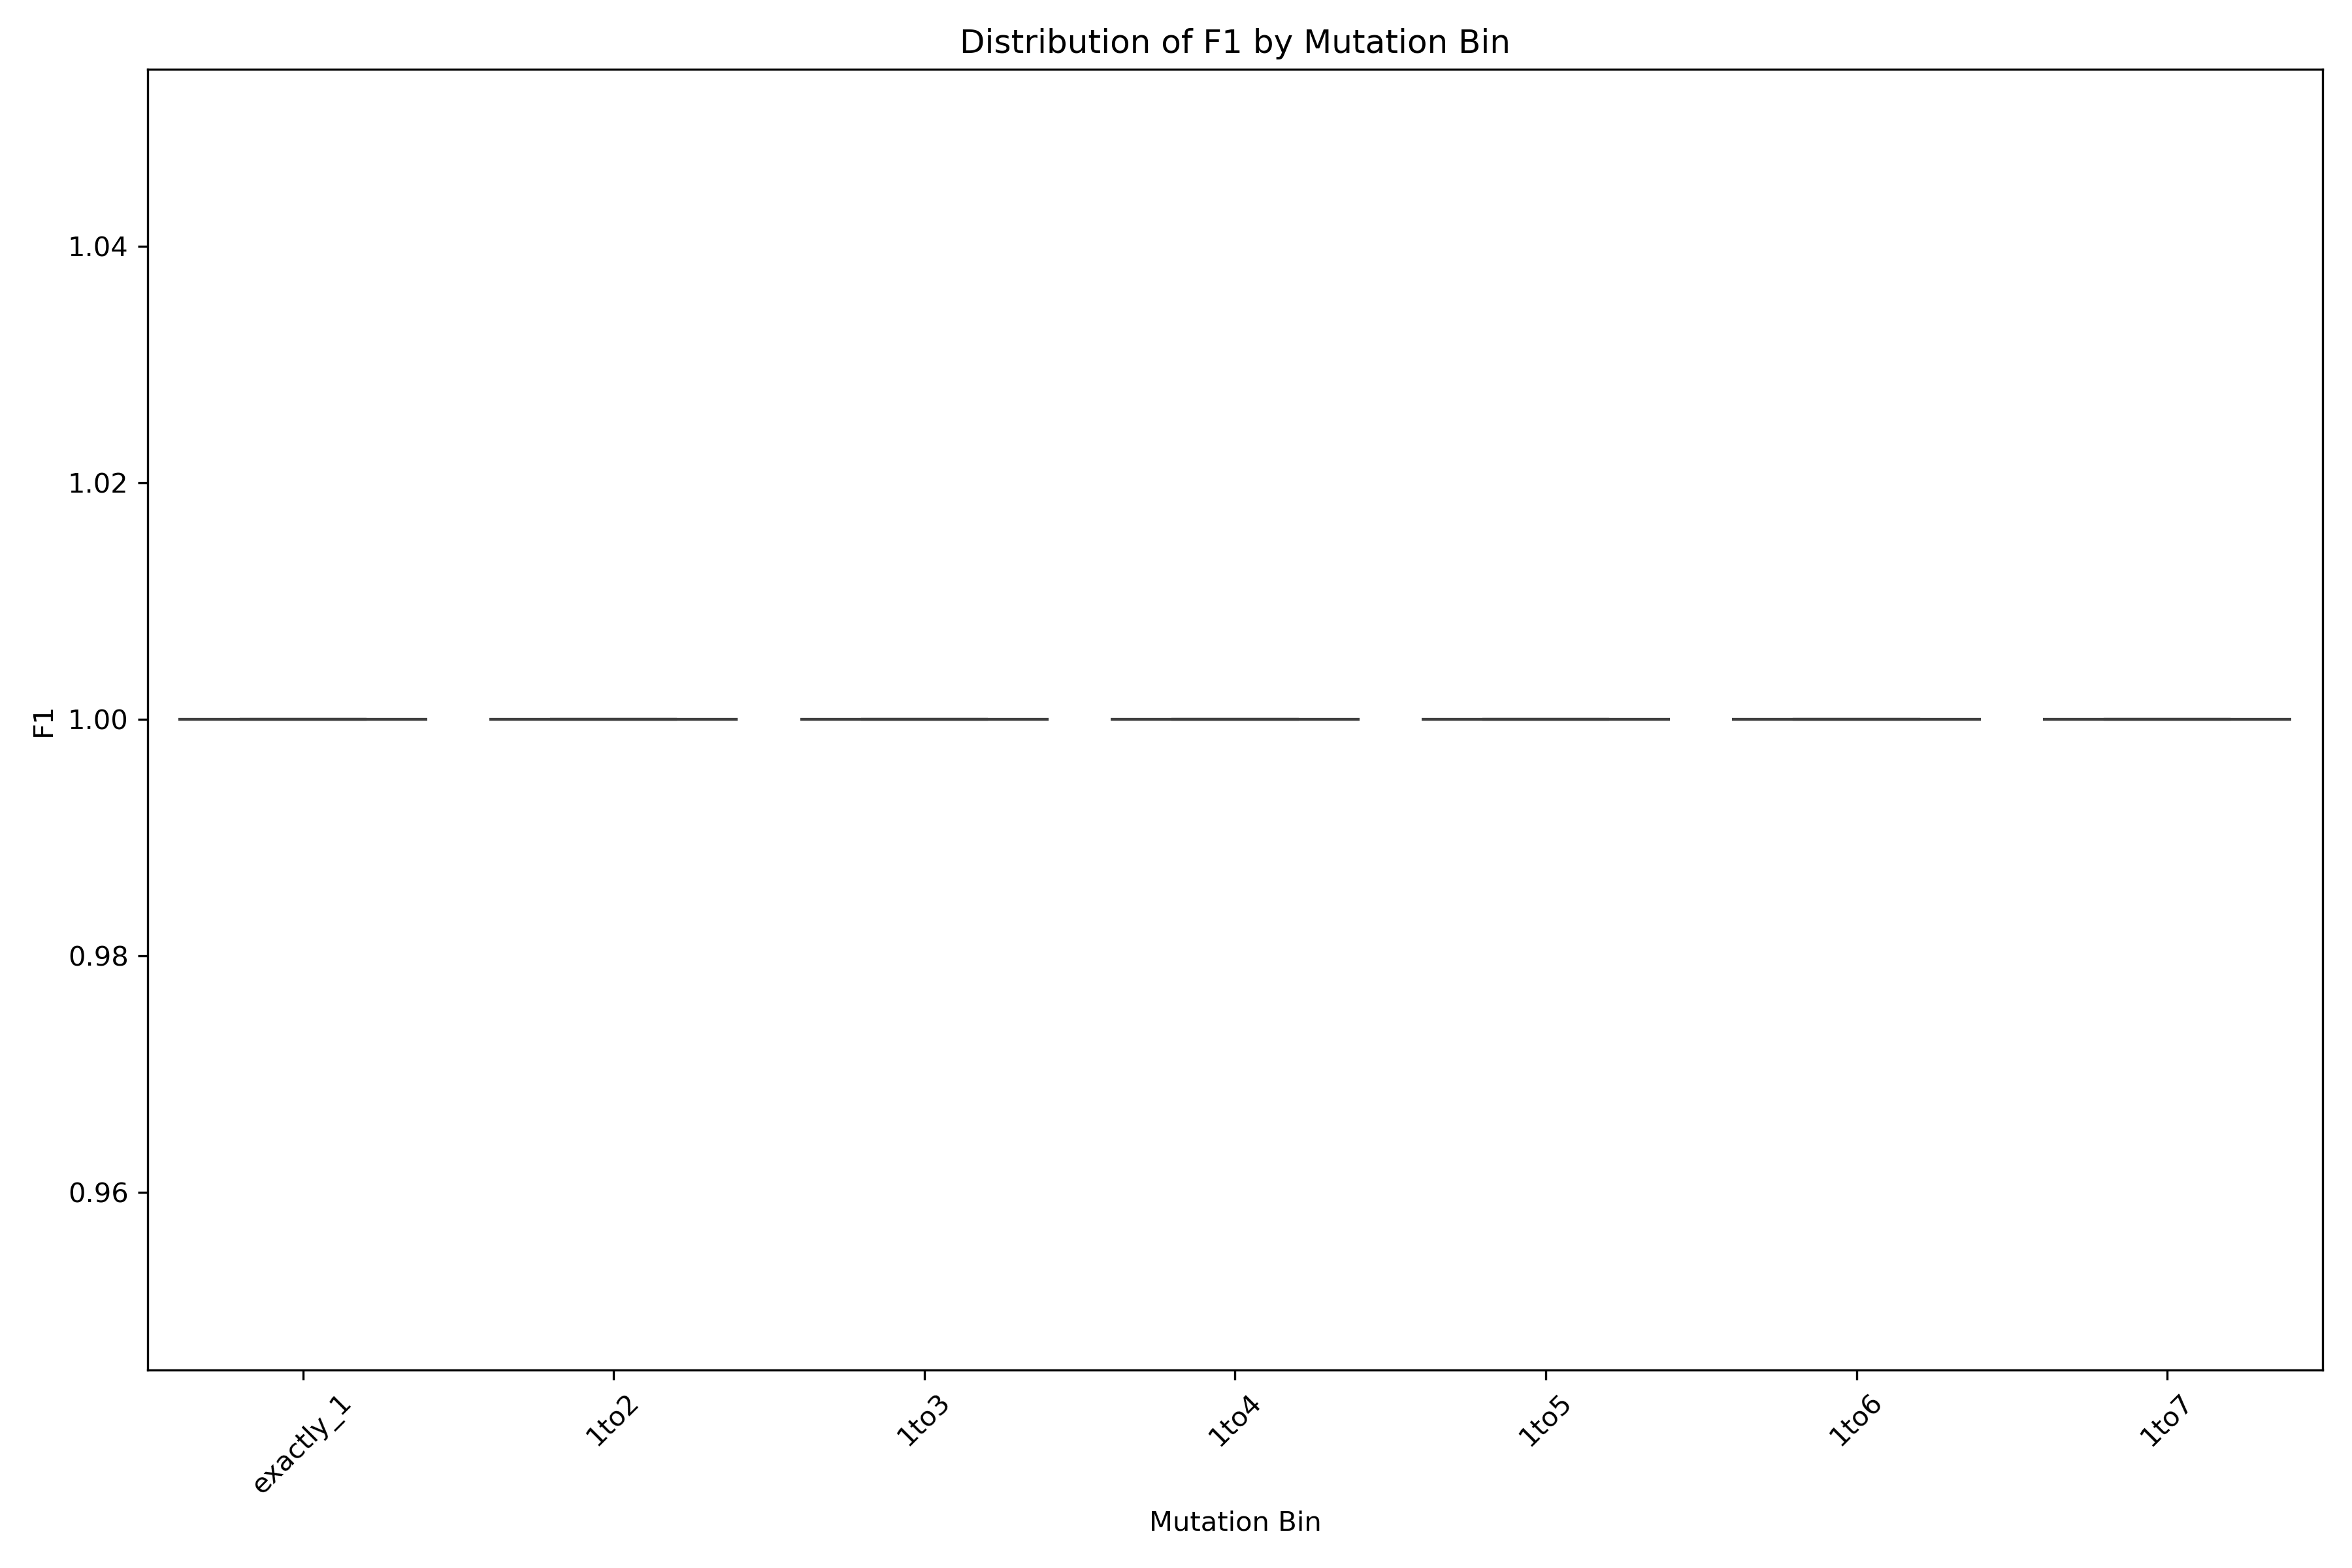 Distribution of F1 by Mutation Bin
1.04
1.02
1.00
0.98
0.96
F1
exactly_1
1to2
1to3
1to4
1to5
1to6
1to7
Mutation Bin